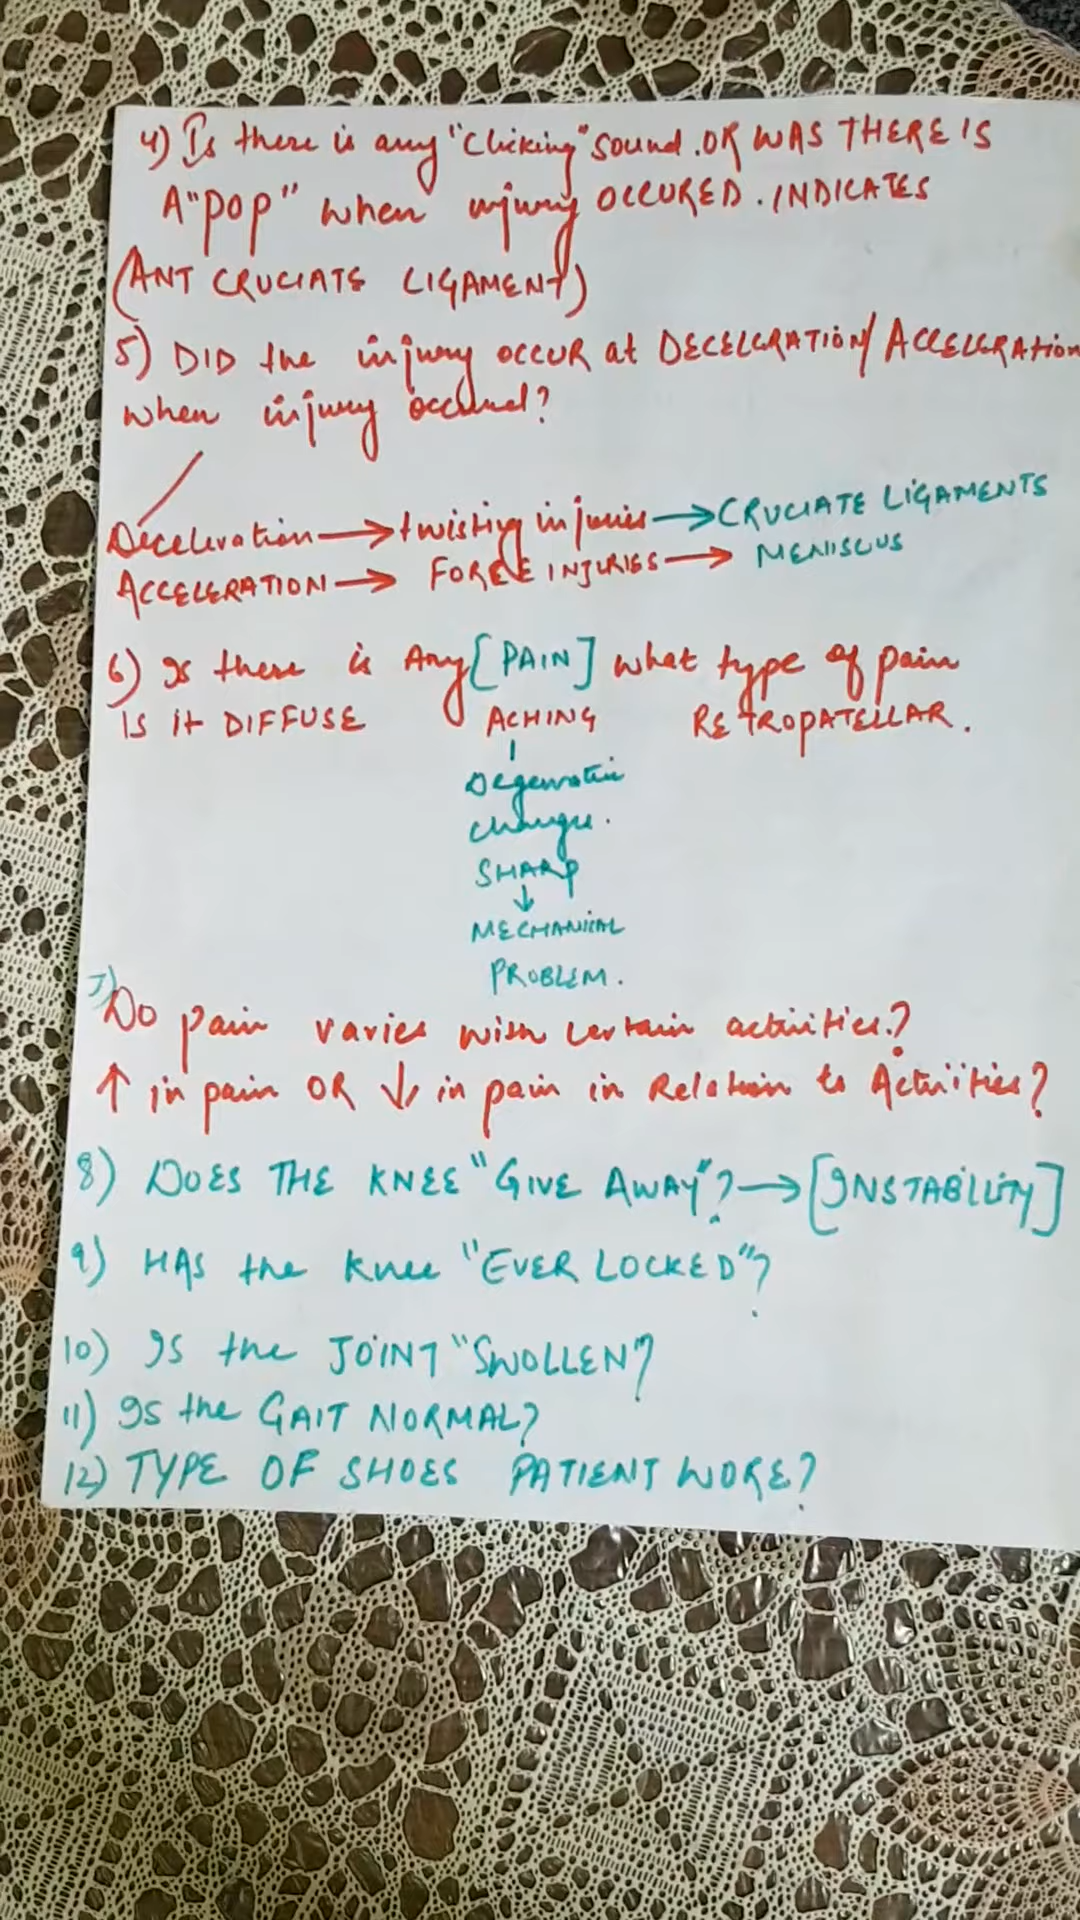 4) Is there is any "Clicking" sound. OR WAS THERE IS
A "POP" when injury OCCURED. INDICATES
(ANT CRUCIATE LIGAMENT)
5) DID the injury OCCUR at DECELERATION/ACCELERATION
when injury occured?
Deceleration → twisting injuries → CRUCIATE LIGAMENTS
ACCELERATION → FORCE INJURIES → MENISCUS
6) Is there is Any [PAIN] what type of pain
IS it DIFFUSE ACHING RETROPATELLAR.
Degenerative
change.
SHARP
↓
MECHANICAL
PROBLEM.
7) Do pain varies with certain activities?
↑ in pain OR ↓ in pain in Relation to Activities?
8) DOES THE KNEE "GIVE AWAY"? → [INSTABILITY]
9) HAS the knee "EVER LOCKED"?
10) IS the JOINT "SWOLLEN?
11) IS the GAIT NORMAL?
12) TYPE OF SHOES PATIENT WORE?